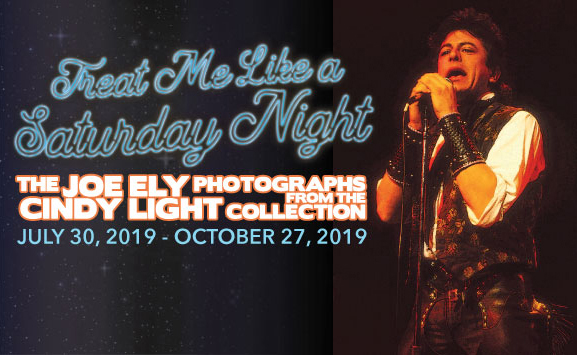 Treat Me Like a
Saturday Night
THE JOE ELY PHOTOGRAPHS
FROM THE
CINDY LIGHT COLLECTION
JULY 30, 2019 - OCTOBER 27, 2019